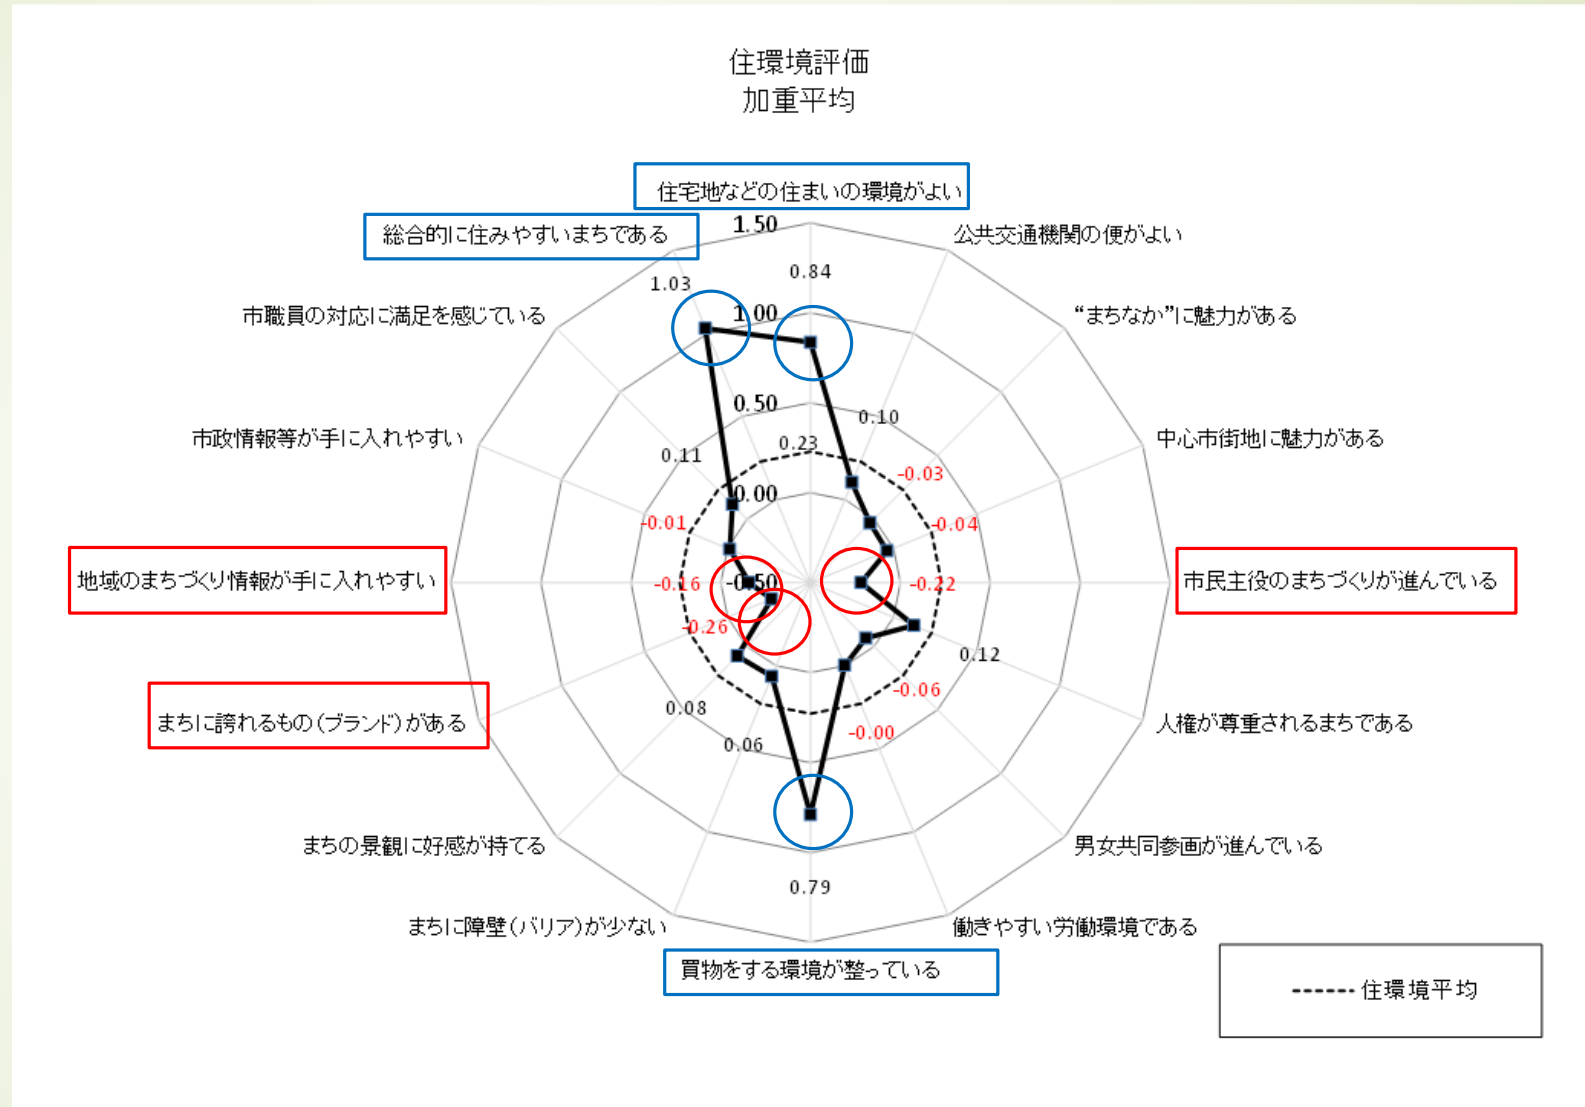 住環境評価
加重平均
住宅地などの住まいの環境がよい
総合的に住みやすいまちである
1.50
公共交通機関の便がよい
0.84
1.03
市職員の対応に満足を感じている
1.00
“まちなか”に魅力がある
0.50
0.10
市政情報等が手に入れやすい
0.11
0.23
中心市街地に魅力がある
-0.03
0.00
-0.01
-0.04
地域のまちづくり情報が手に入れやすい
-0.16
-0.50
-0.22
市民主役のまちづくりが進んでいる
-0.26
0.12
まちに誇れるもの(ブランド)がある
0.08
-0.06
人権が尊重されるまちである
0.06
-0.00
まちの景観に好感が持てる
男女共同参画が進んでいる
0.79
まちに障壁(バリア)が少ない
働きやすい労働環境である
買物をする環境が整っている
住環境平均